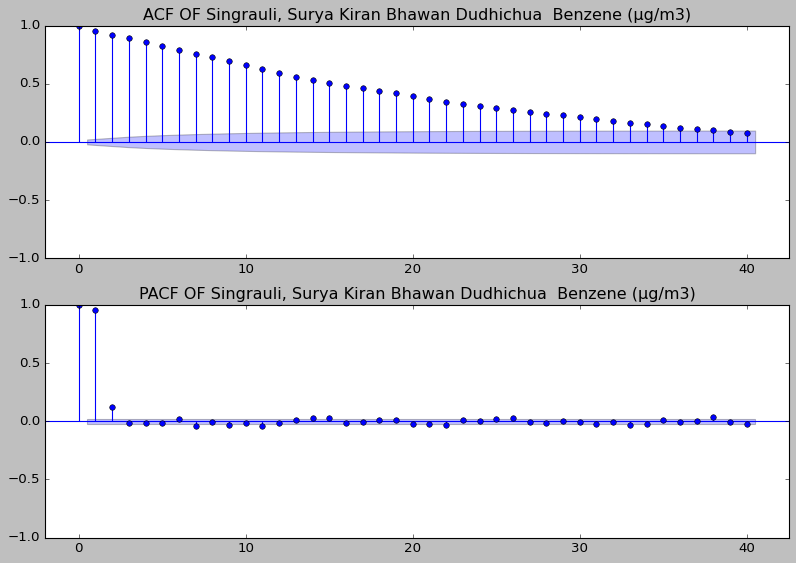 ACF OF Singrauli, Surya Kiran Bhawan Dudhichua  Benzene (µg/m3)
1.0
0.5
0.0
−0.5
−1.0
0 10 20 30 40
PACF OF Singrauli, Surya Kiran Bhawan Dudhichua  Benzene (µg/m3)
1.0
0.5
0.0
−0.5
−1.0
0 10 20 30 40